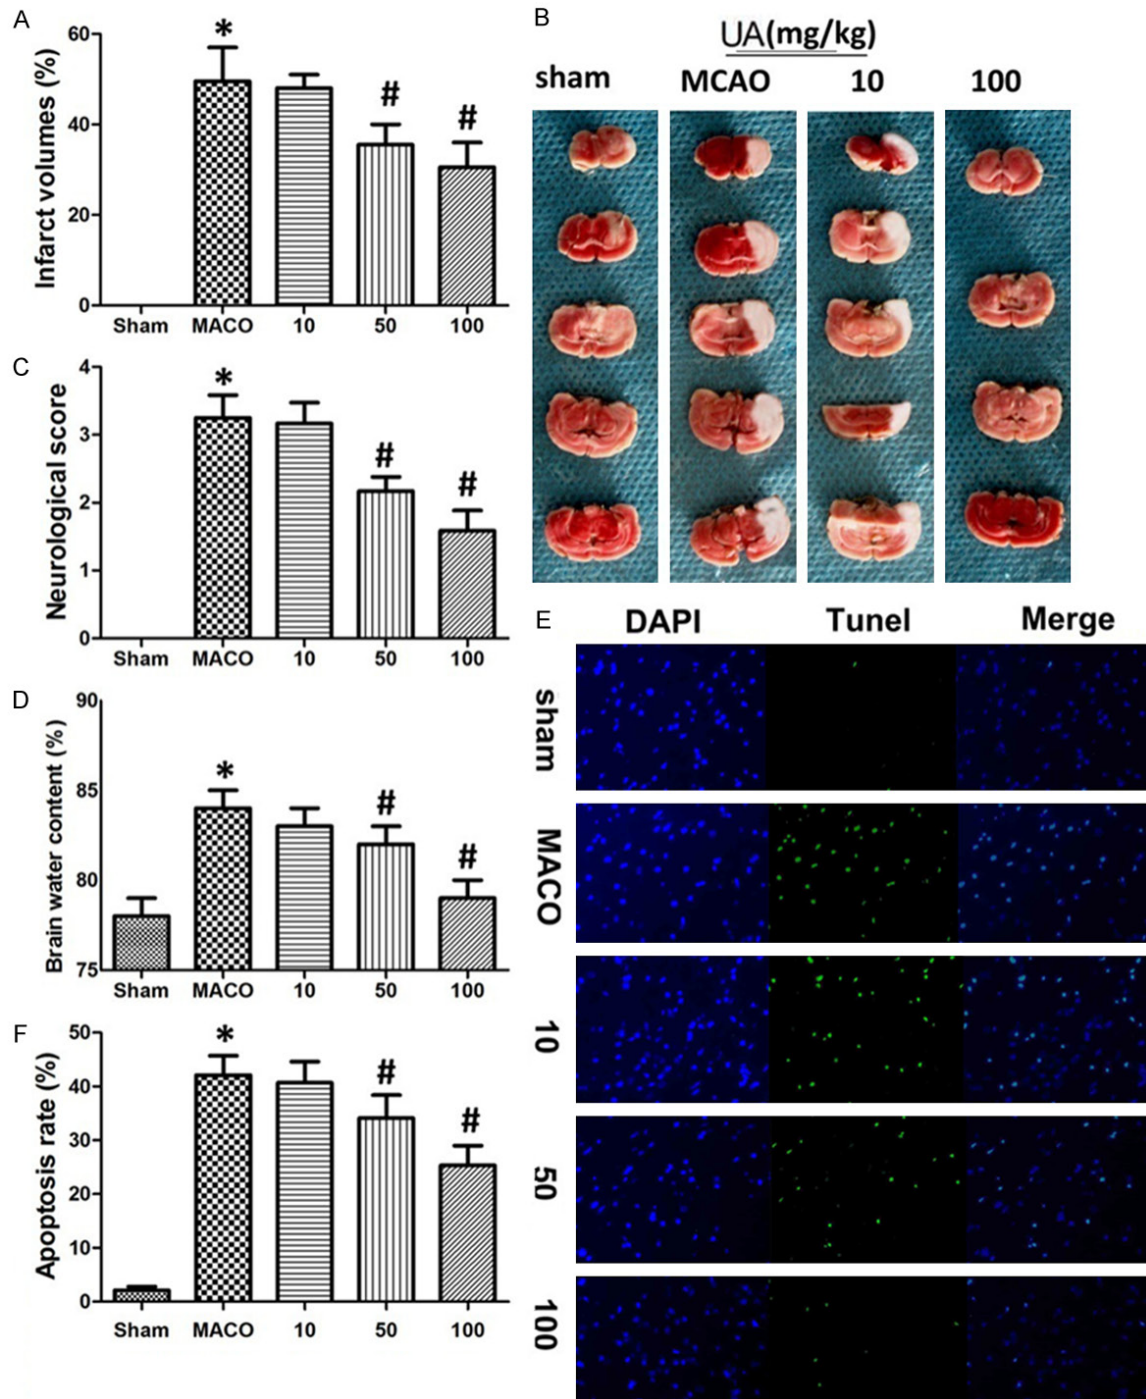 A
Infarct volumes (%)
60
40
20
0
*
#
#
Sham MACO 10 50 100
B
UA(mg/kg)
sham MCAO 10 100
C
Neurological score
4
3
2
1
0
*
#
#
Sham MACO 10 50 100
D
Brain water content (%)
90
85
80
75
*
#
#
Sham MACO 10 50 100
E
DAPI Tunel Merge
sham
MACO
10
50
100
F
Apoptosis rate (%)
50
40
30
20
10
0
*
#
#
Sham MACO 10 50 100